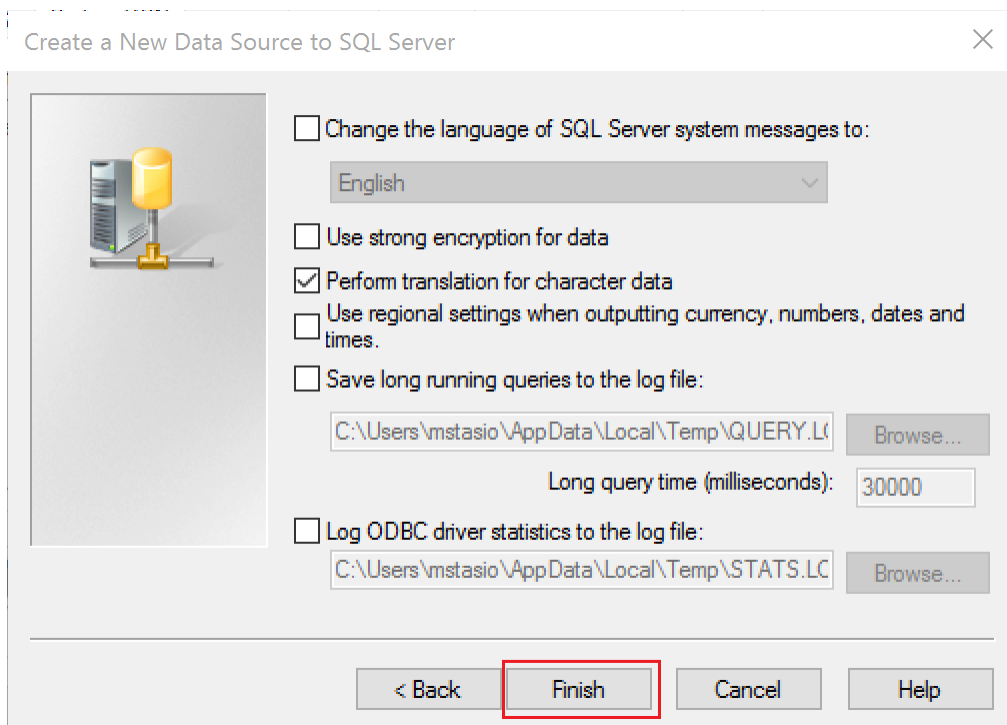 Create a New Data Source to SQL Server
Change the language of SQL Server system messages to:
English
Use strong encryption for data
Perform translation for character data
Use regional settings when outputting currency, numbers, dates and
times.
Save long running queries to the log file:
C:\Users\mstasio\AppData\Local\Temp\QUERY.LO Browse...
Long query time (milliseconds): 30000
Log ODBC driver statistics to the log file:
C:\Users\mstasio\AppData\Local\Temp\STATS.LO Browse...
< Back Finish Cancel Help